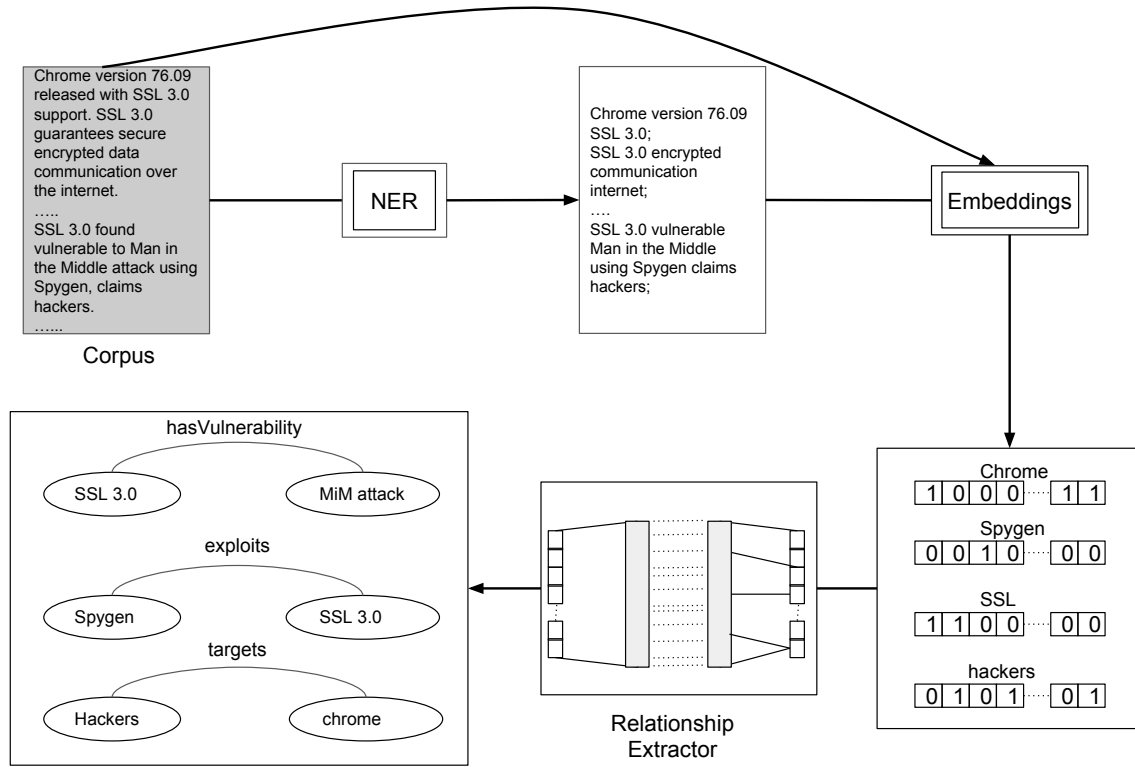 Chrome version 76.09
released with SSL 3.0
support. SSL 3.0
guarantees secure
encrypted data
communication over
the internet.
…..
SSL 3.0 found
vulnerable to Man in
the Middle attack using
Spygen, claims
hackers.
…...
Corpus
NER
Chrome version 76.09
SSL 3.0;
SSL 3.0 encrypted
communication
internet;
….
SSL 3.0 vulnerable
Man in the Middle
using Spygen claims
hackers;
Embeddings
hasVulnerability
SSL 3.0
MiM attack
exploits
Spygen
SSL 3.0
targets
Hackers
chrome
Relationship
Extractor
Chrome
1 0 0 0 1 1
Spygen
0 0 1 0 0 0
SSL
1 1 0 0 0 0
hackers
0 1 0 1 0 1